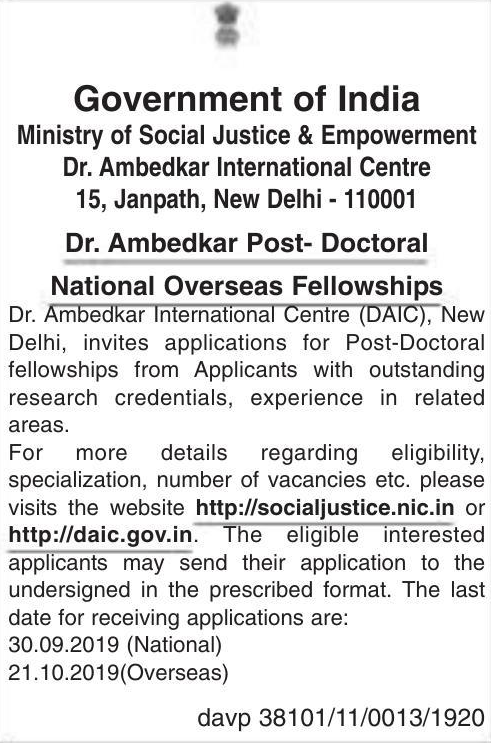 Government of India
Ministry of Social Justice & Empowerment
Dr. Ambedkar International Centre
15, Janpath, New Delhi - 110001
Dr. Ambedkar Post- Doctoral
National Overseas Fellowships
Dr. Ambedkar International Centre (DAIC), New
Delhi, invites applications for Post-Doctoral
fellowships from Applicants with outstanding
research credentials, experience in related
areas.
For more details regarding eligibility,
specialization, number of vacancies etc. please
visits the website http://socialjustice.nic.in or
http://daic.gov.in. The eligible interested
applicants may send their application to the
undersigned in the prescribed format. The last
date for receiving applications are:
30.09.2019 (National)
21.10.2019(Overseas)
davp 38101/11/0013/1920